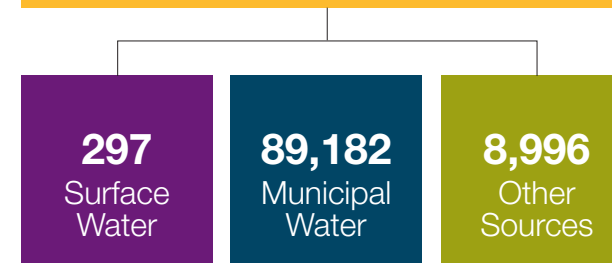 297
Surface
Water
89,182
Municipal
Water
8,996
Other
Sources